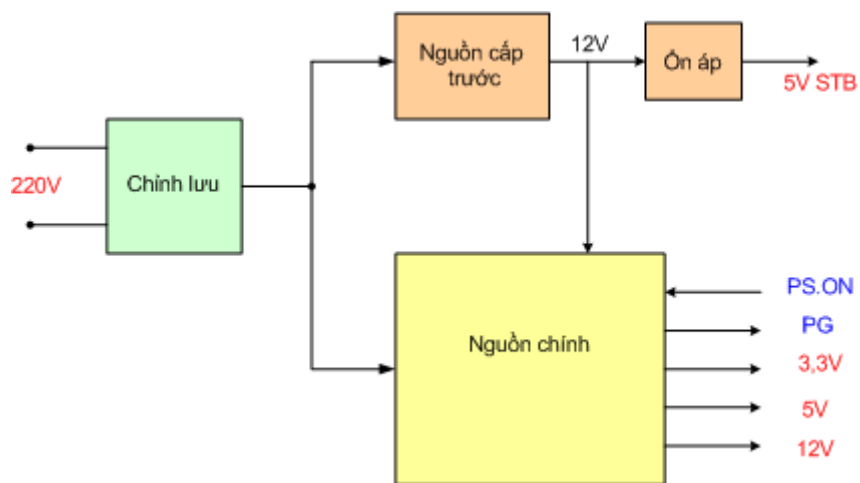 Nguồn cấp
trước
12V
Ổn áp
5V STB
220V
Chỉnh lưu
Nguồn chính
PS.ON
PG
3,3V
5V
12V